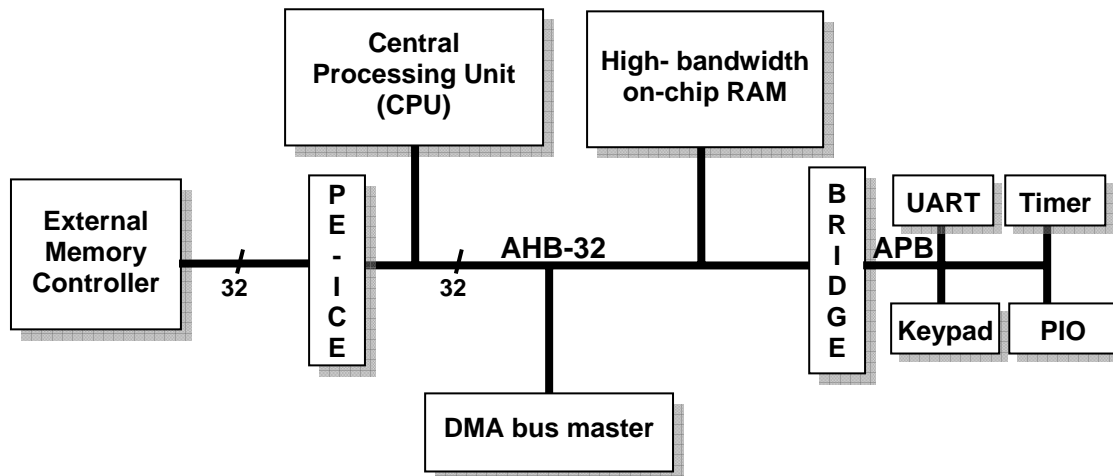 Central
Processing Unit
(CPU)
High- bandwidth
on-chip RAM
External
Memory
Controller
32
P
E
-
I
C
E
32
AHB-32
B
R
I
D
G
E
APB
UART
Timer
Keypad
PIO
DMA bus master